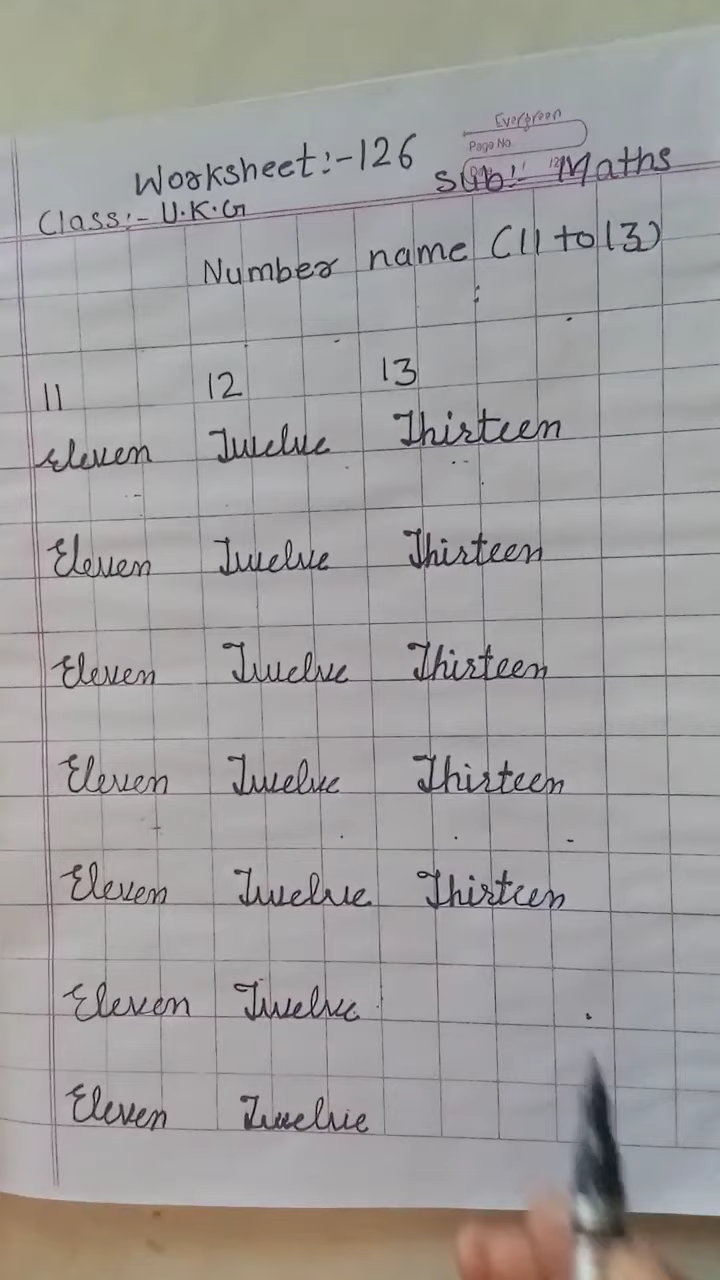 Evergreen
Page No.
Worksheet:-126
Sub:- Maths
Class:- U.K.G
Number name (11 to 13)
11 12 13
Eleven Twelve Thirteen
Eleven Twelve Thirteen
Eleven Twelve Thirteen
Eleven Twelve Thirteen
Eleven Twelve Thirteen
Eleven Twelve
Eleven Twelve